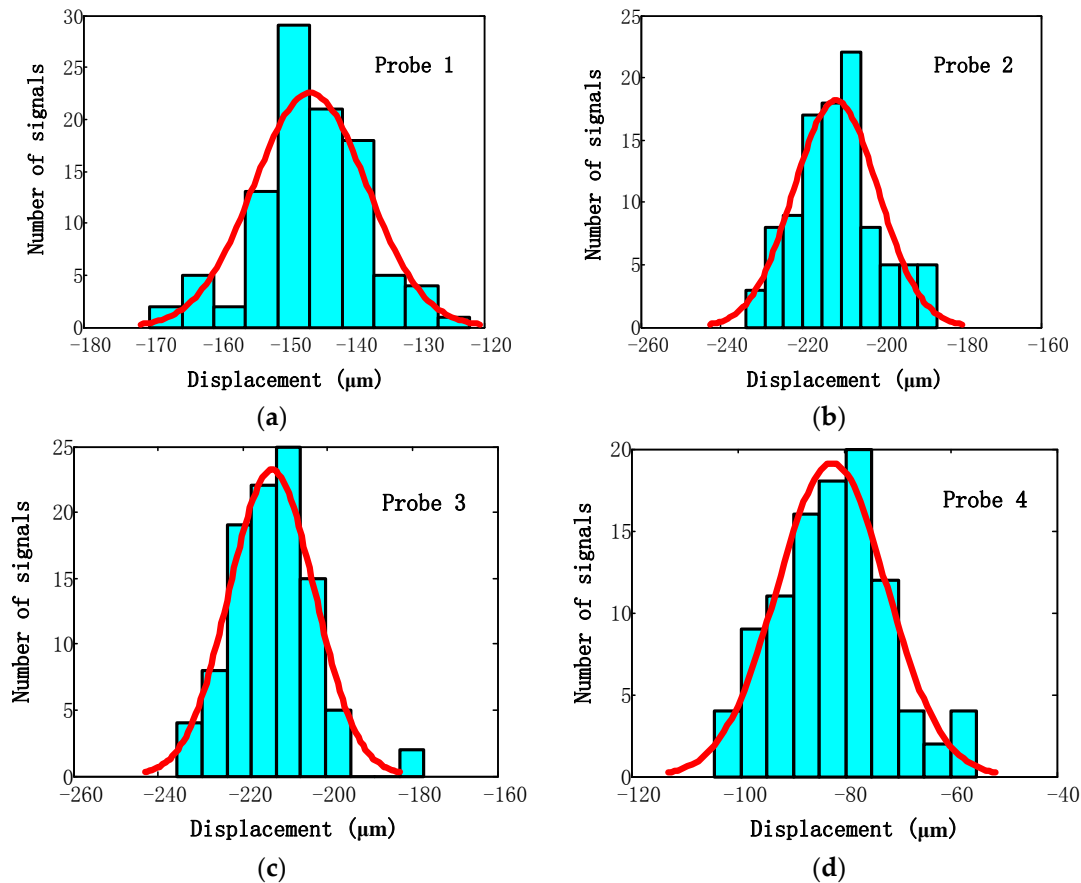 30
25
20
15
10
5
0
Number of signals
Probe 1
-180 -170 -160 -150 -140 -130 -120
Displacement (μm)
(a)
25
20
15
10
5
0
Number of signals
Probe 2
-260 -240 -220 -200 -180 -160
Displacement (μm)
(b)
25
20
15
10
5
0
Number of signals
Probe 3
-260 -240 -220 -200 -180 -160
Displacement (μm)
(c)
20
15
10
5
0
Number of signals
Probe 4
-120 -100 -80 -60 -40
Displacement (μm)
(d)